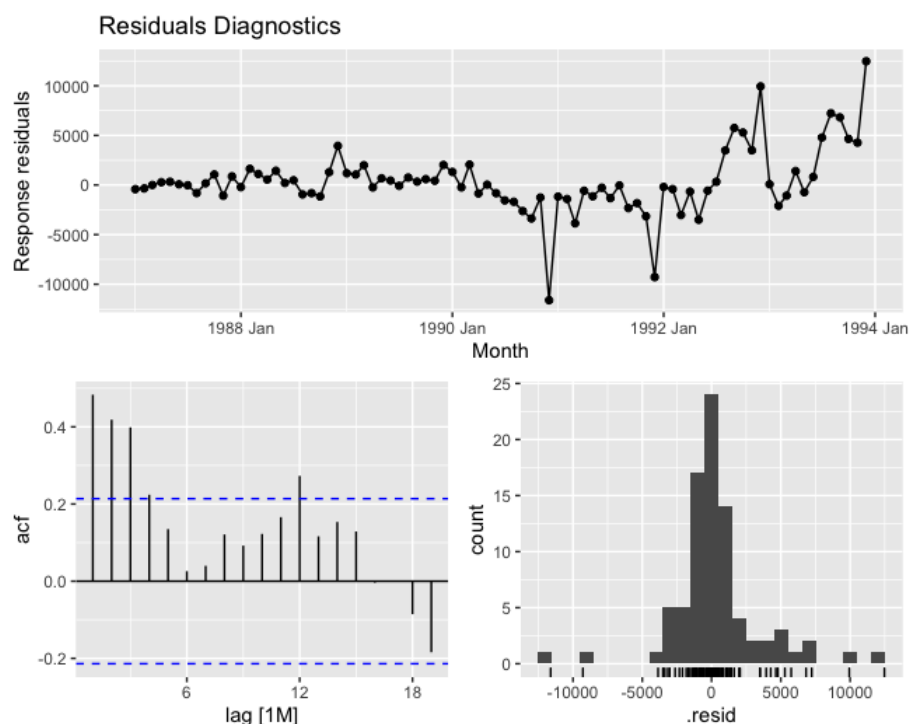 Residuals Diagnostics
10000
5000
0
-5000
-10000
Response residuals
1988 Jan 1990 Jan 1992 Jan 1994 Jan
Month
0.4
0.2
0.0
-0.2
acf
6 12 18
lag [1M]
25
20
15
10
5
0
count
-10000 -5000 0 5000 10000
.resid